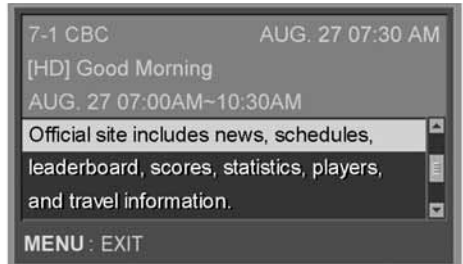 7-1 CBC AUG. 27 07:30 AM
[HD] Good Morning
AUG. 27 07:00AM~10:30AM
Official site includes news, schedules,
leaderboard, scores, statistics, players,
and travel information.
MENU : EXIT